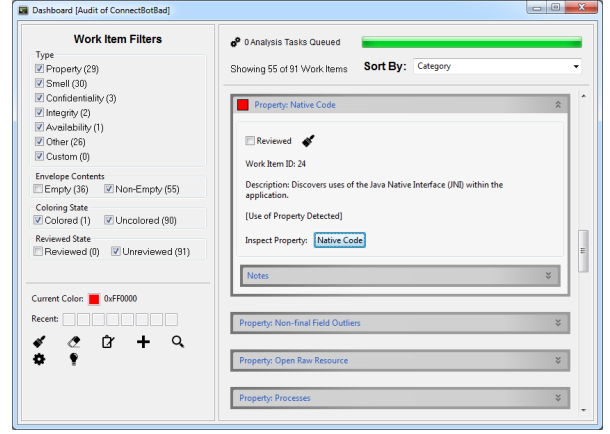 Dashboard [Audit of ConnectBotBad]
Work Item Filters
Type
Property (29)
Smell (30)
Confidentiality (3)
Integrity (2)
Availability (1)
Other (26)
Custom (0)
Envelope Contents
Empty (36) Non-Empty (55)
Coloring State
Colored (1) Uncolored (90)
Reviewed State
Reviewed (0) Unreviewed (91)
Current Color: 0xFF0000
Recent:
0 Analysis Tasks Queued
Showing 55 of 91 Work Items Sort By: Category
Property: Native Code
Reviewed
Work Item ID: 24
Description: Discovers uses of the Java Native Interface (JNI) within the
application.
[Use of Property Detected]
Inspect Property: Native Code
Notes
Property: Non-final Field Outliers
Property: Open Raw Resource
Property: Processes